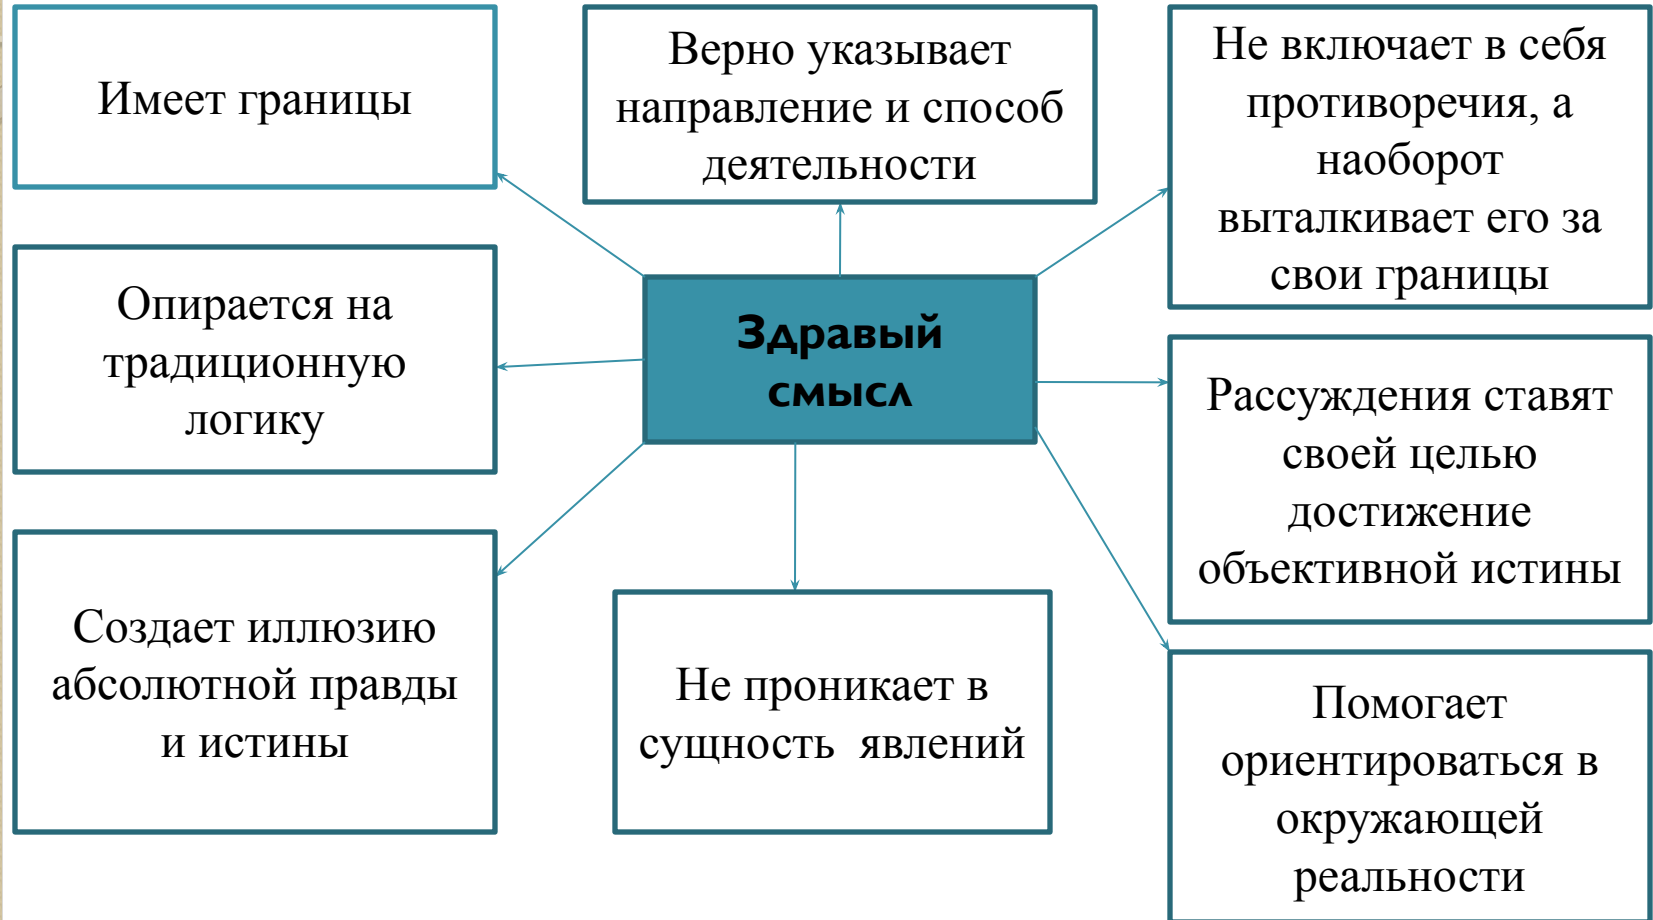 Имеет границы
Верно указывает
направление и способ
деятельности
Не включает в себя
противоречия, а
наоборот
выталкивает его за
свои границы
Опирается на
традиционную
логику
Здравый
смысл
Рассуждения ставят
своей целью
достижение
объективной истины
Создает иллюзию
абсолютной правды
и истины
Не проникает в
сущность  явлений
Помогает
ориентироваться в
окружающей
реальности